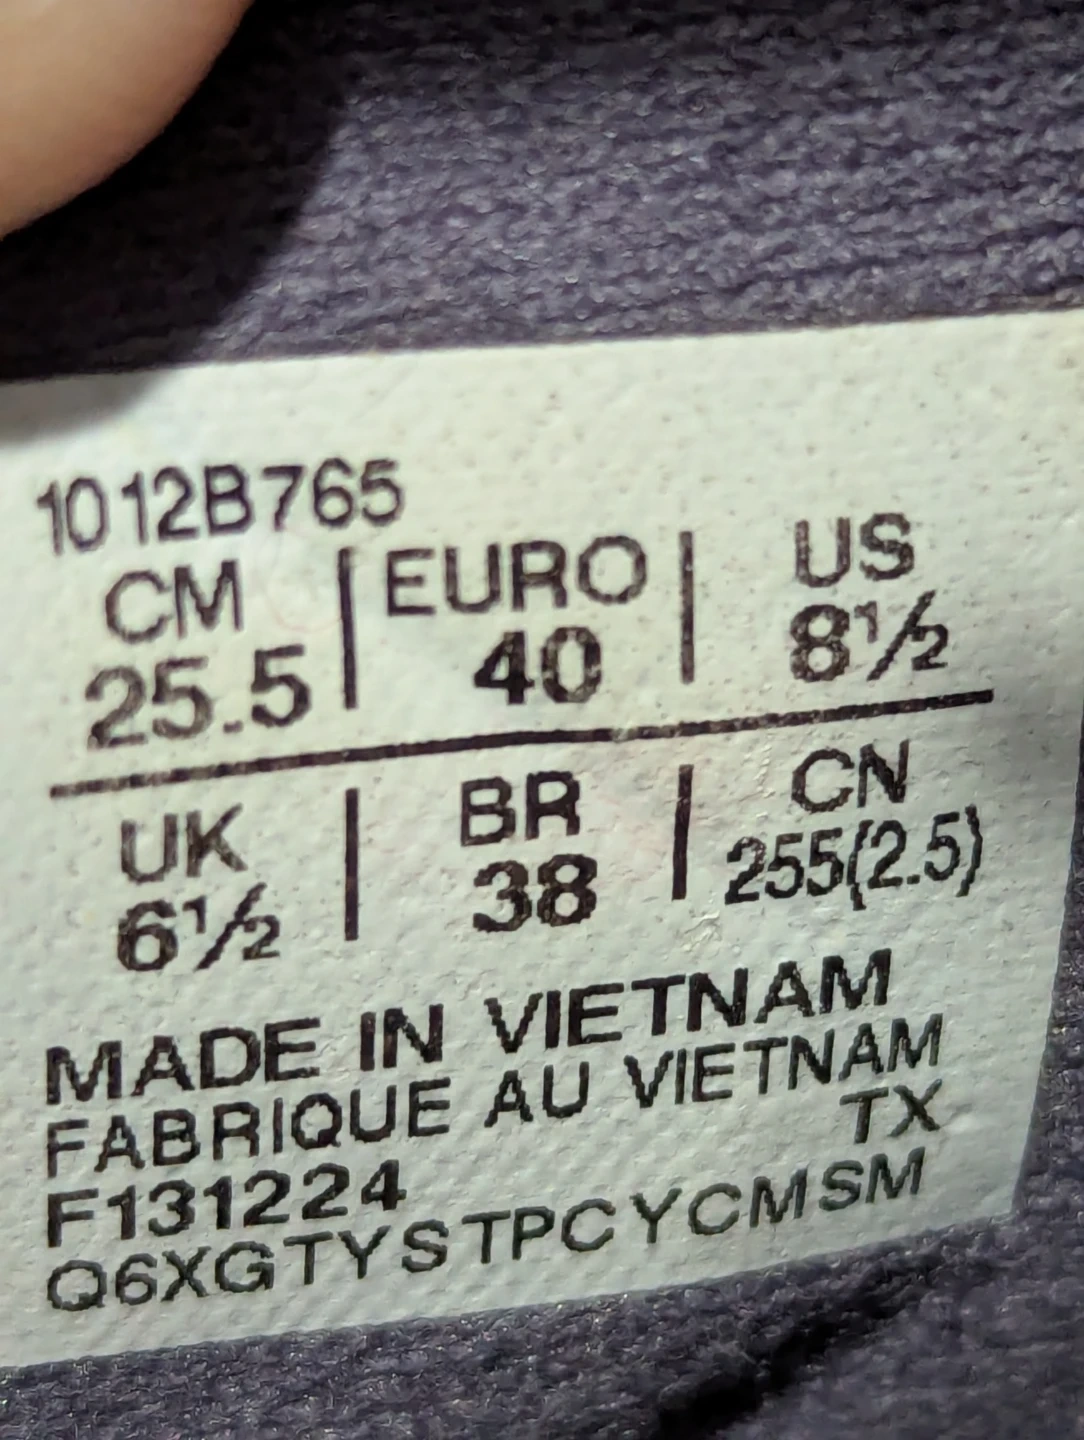 1012B765
CM | EURO | US
25.5 | 40 | 8½
UK | BR | CN
6½ | 38 | 255(2.5)
MADE IN VIETNAM
FABRIQUE AU VIETNAM
TX
F131224
Q6XGTYSTPCYCMSM